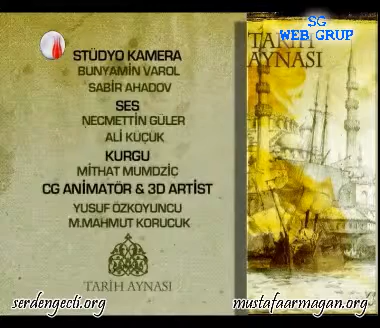 SG
WEB GRUP
TARİH
AYNASI
STÜDYO KAMERA
BUNYAMİN VAROL
SABİR AHADOV
SES
NECMETTİN GÜLER
ALİ KÜÇÜK
KURGU
MİTHAT MUMDZİÇ
CG ANİMATÖR & 3D ARTİST
YUSUF ÖZKOYUNCU
M.MAHMUT KORUCUK
TARİH AYNASI
serdengecti.org
mustafaarmagan.org